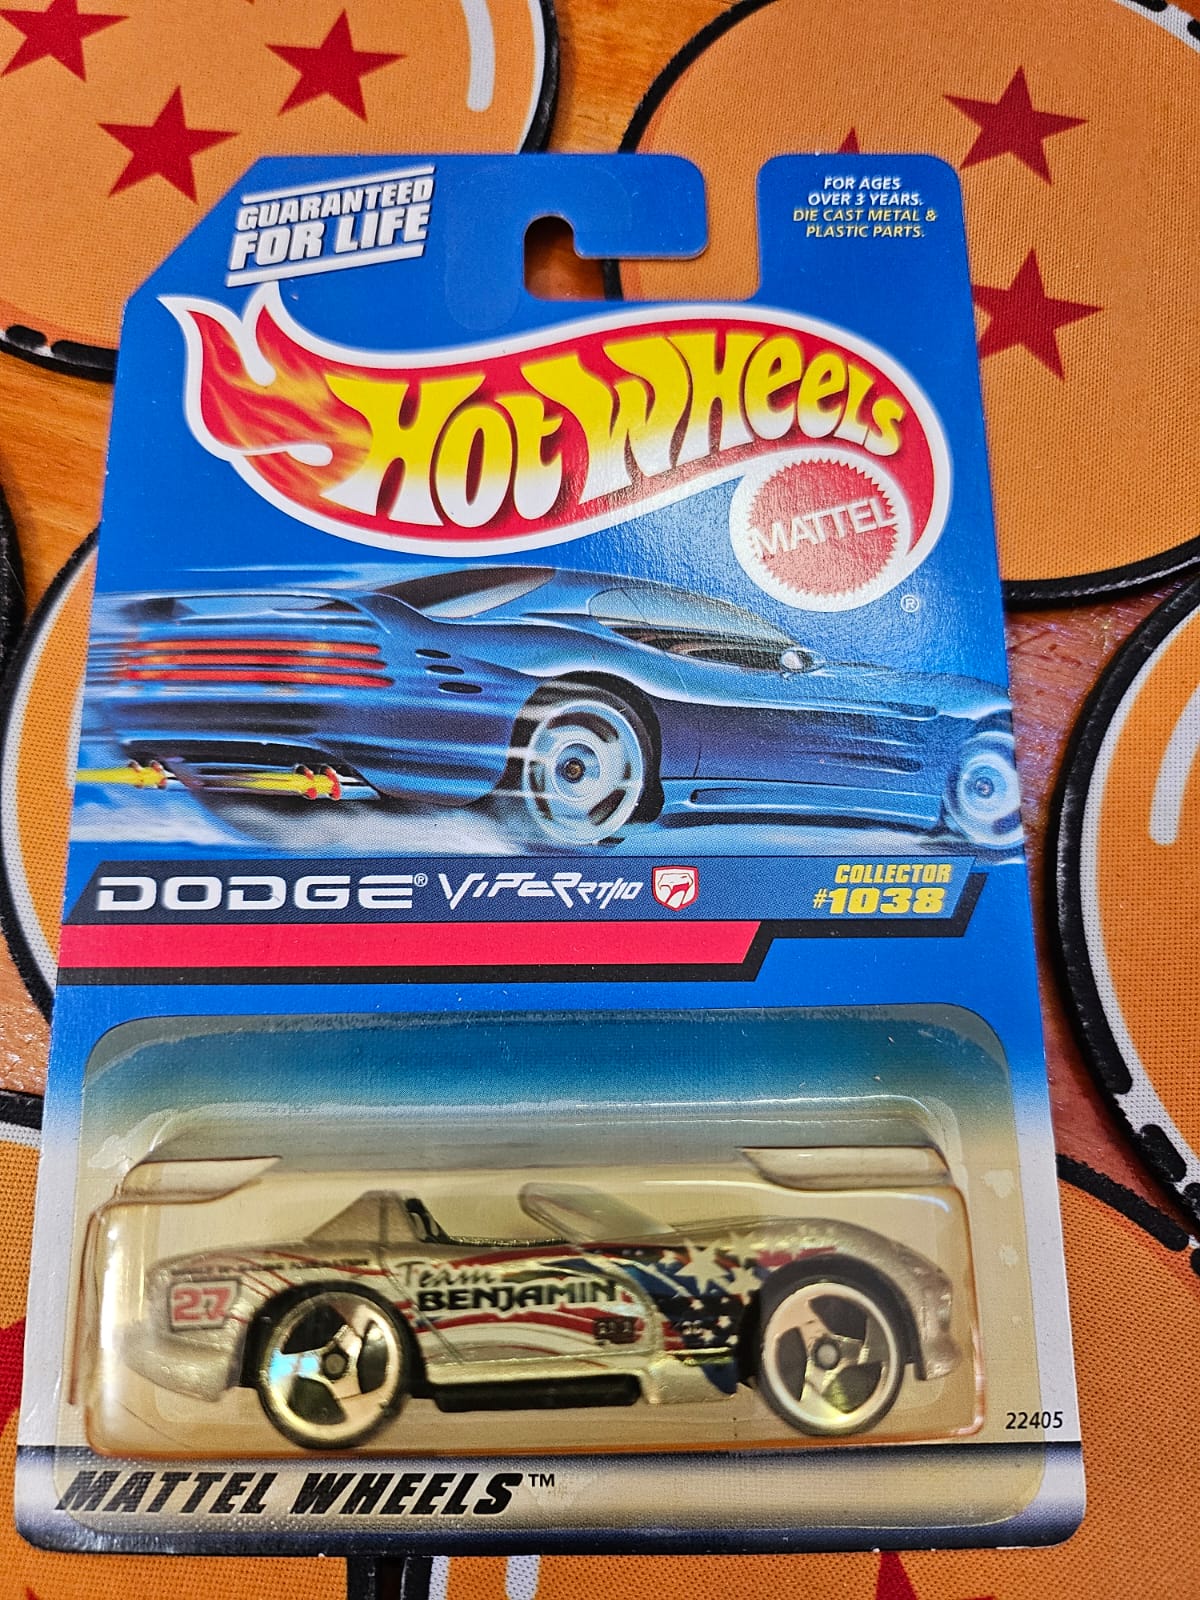 GUARANTEED
FOR LIFE
FOR AGES
OVER 3 YEARS.
DIE CAST METAL &
PLASTIC PARTS.
HOT WHEELS
MATTEL
®
DODGE® VIPER RT/10
COLLECTOR
#1038
Team
BENJAMIN
27
22405
MATTEL WHEELS™